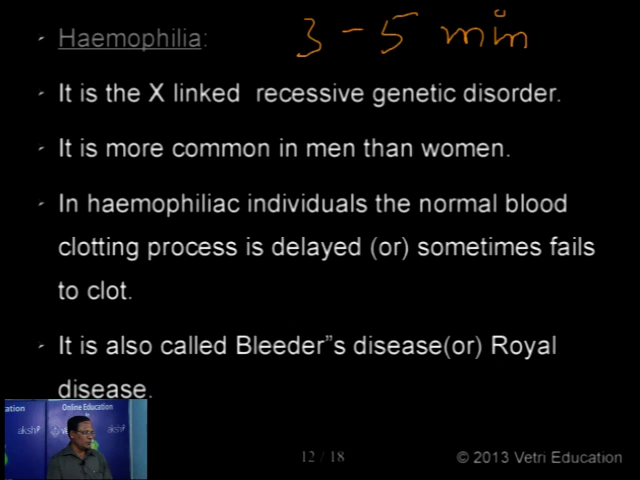 Haemophilia: 3 - 5 min
It is the X linked recessive genetic disorder.
It is more common in men than women.
In haemophiliac individuals the normal blood
clotting process is delayed (or) sometimes fails
to clot.
It is also called Bleeder"s disease(or) Royal
disease.
Online Education
12 / 18
© 2013 Vetri Education